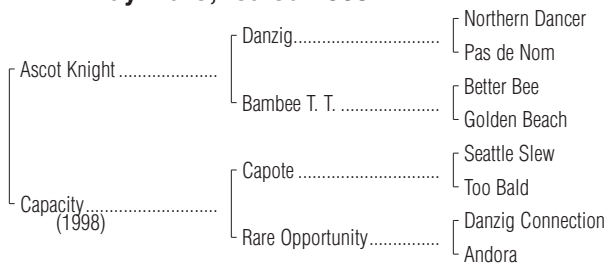 Northern Dancer
Danzig
Pas de Nom
Ascot Knight
Better Bee
Bambee T. T.
Golden Beach
Seattle Slew
Capote
Too Bald
Capacity
(1998)
Danzig Connection
Rare Opportunity
Andora